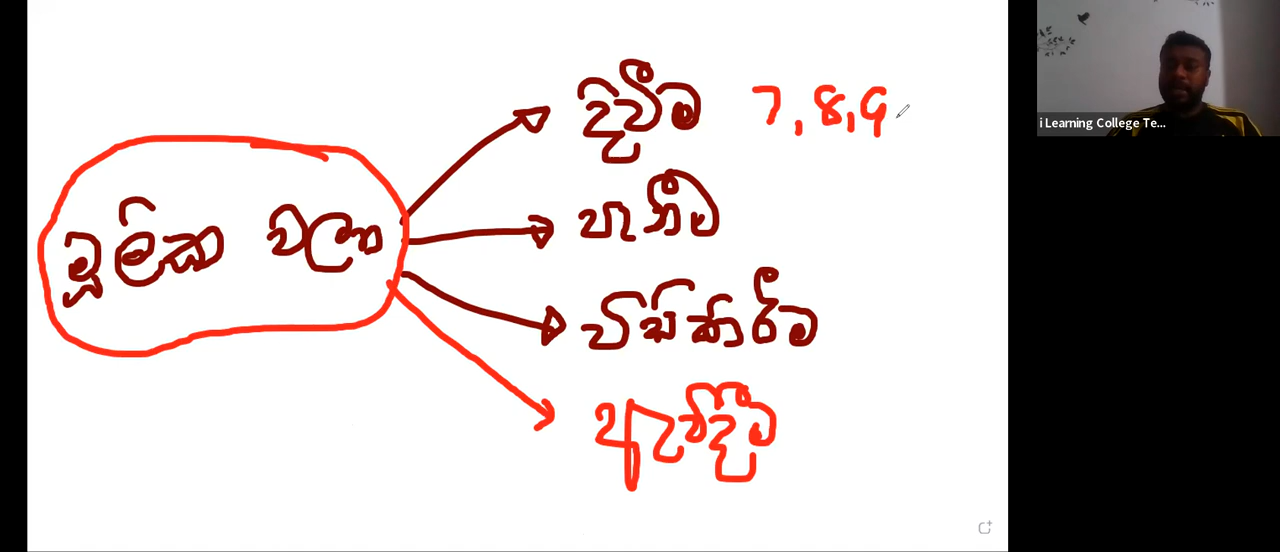 දිවීම 7, 8, 9
පැනීම
මූලික චලන
විසිකිරීම
ඇවිදීම
i Learning College Te...